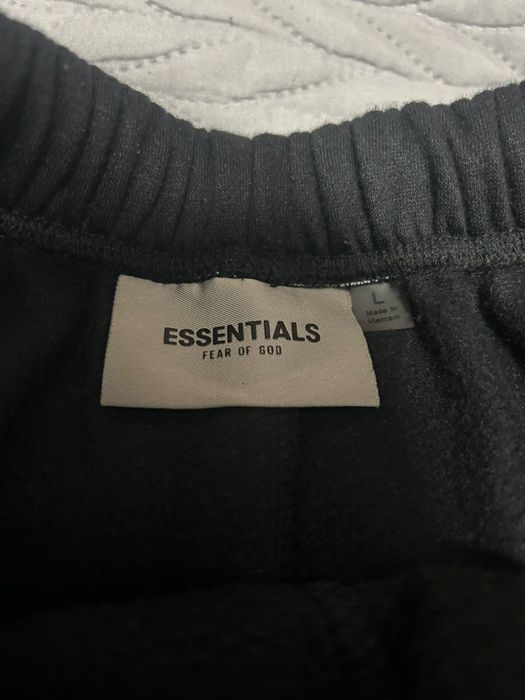 ESSENTIALS
FEAR OF GOD
L
Made in
Vietnam